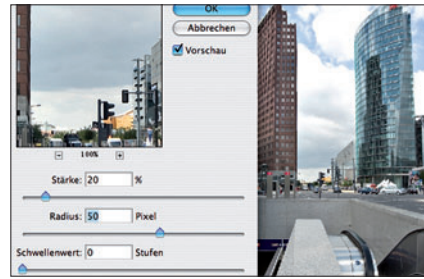 OK
Abbrechen
Vorschau
100%
Stärke: 20 %
Radius: 50 Pixel
Schwellenwert: 0 Stufen